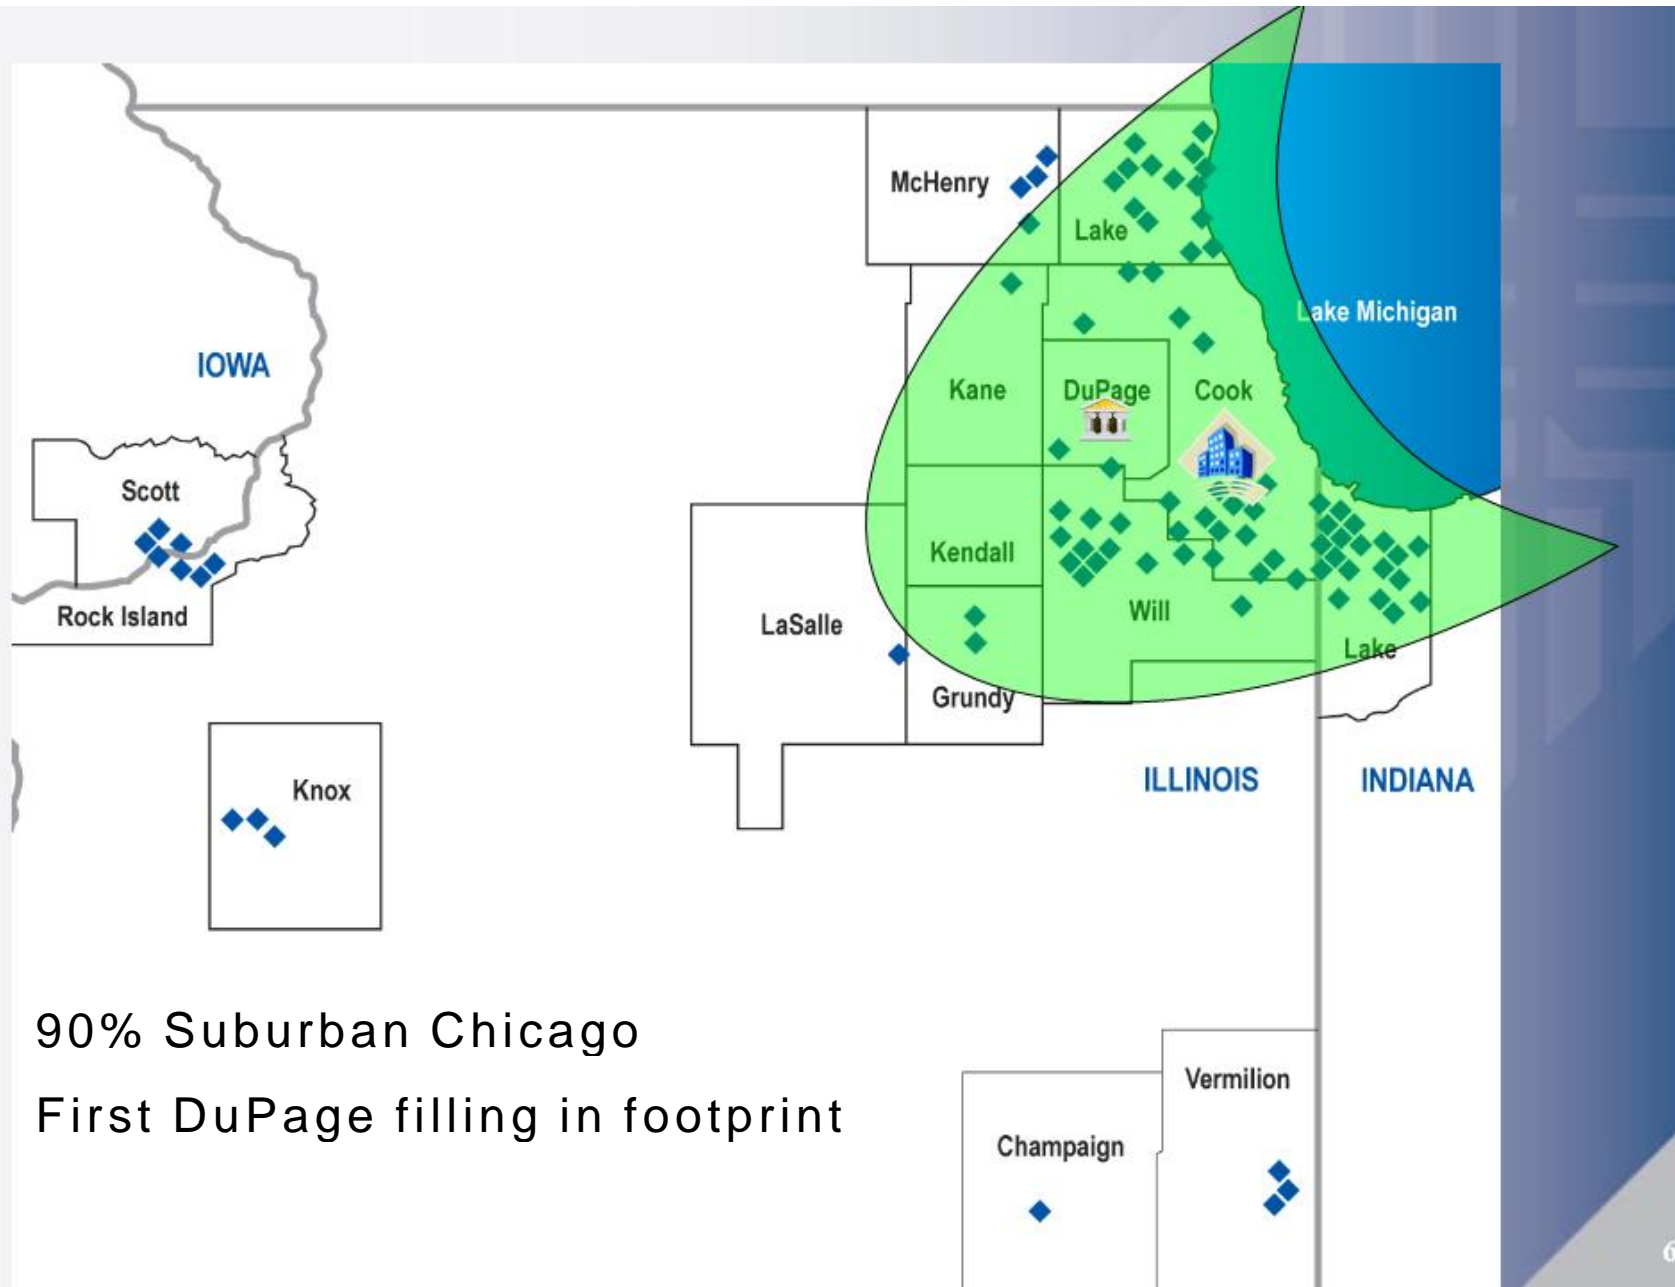 McHenry
Lake
Lake Michigan
IOWA
Kane
DuPage
Cook
Scott
Kendall
Rock Island
LaSalle
Will
Lake
Grundy
ILLINOIS
INDIANA
Knox
90% Suburban Chicago
First DuPage filling in footprint
Vermilion
Champaign
6